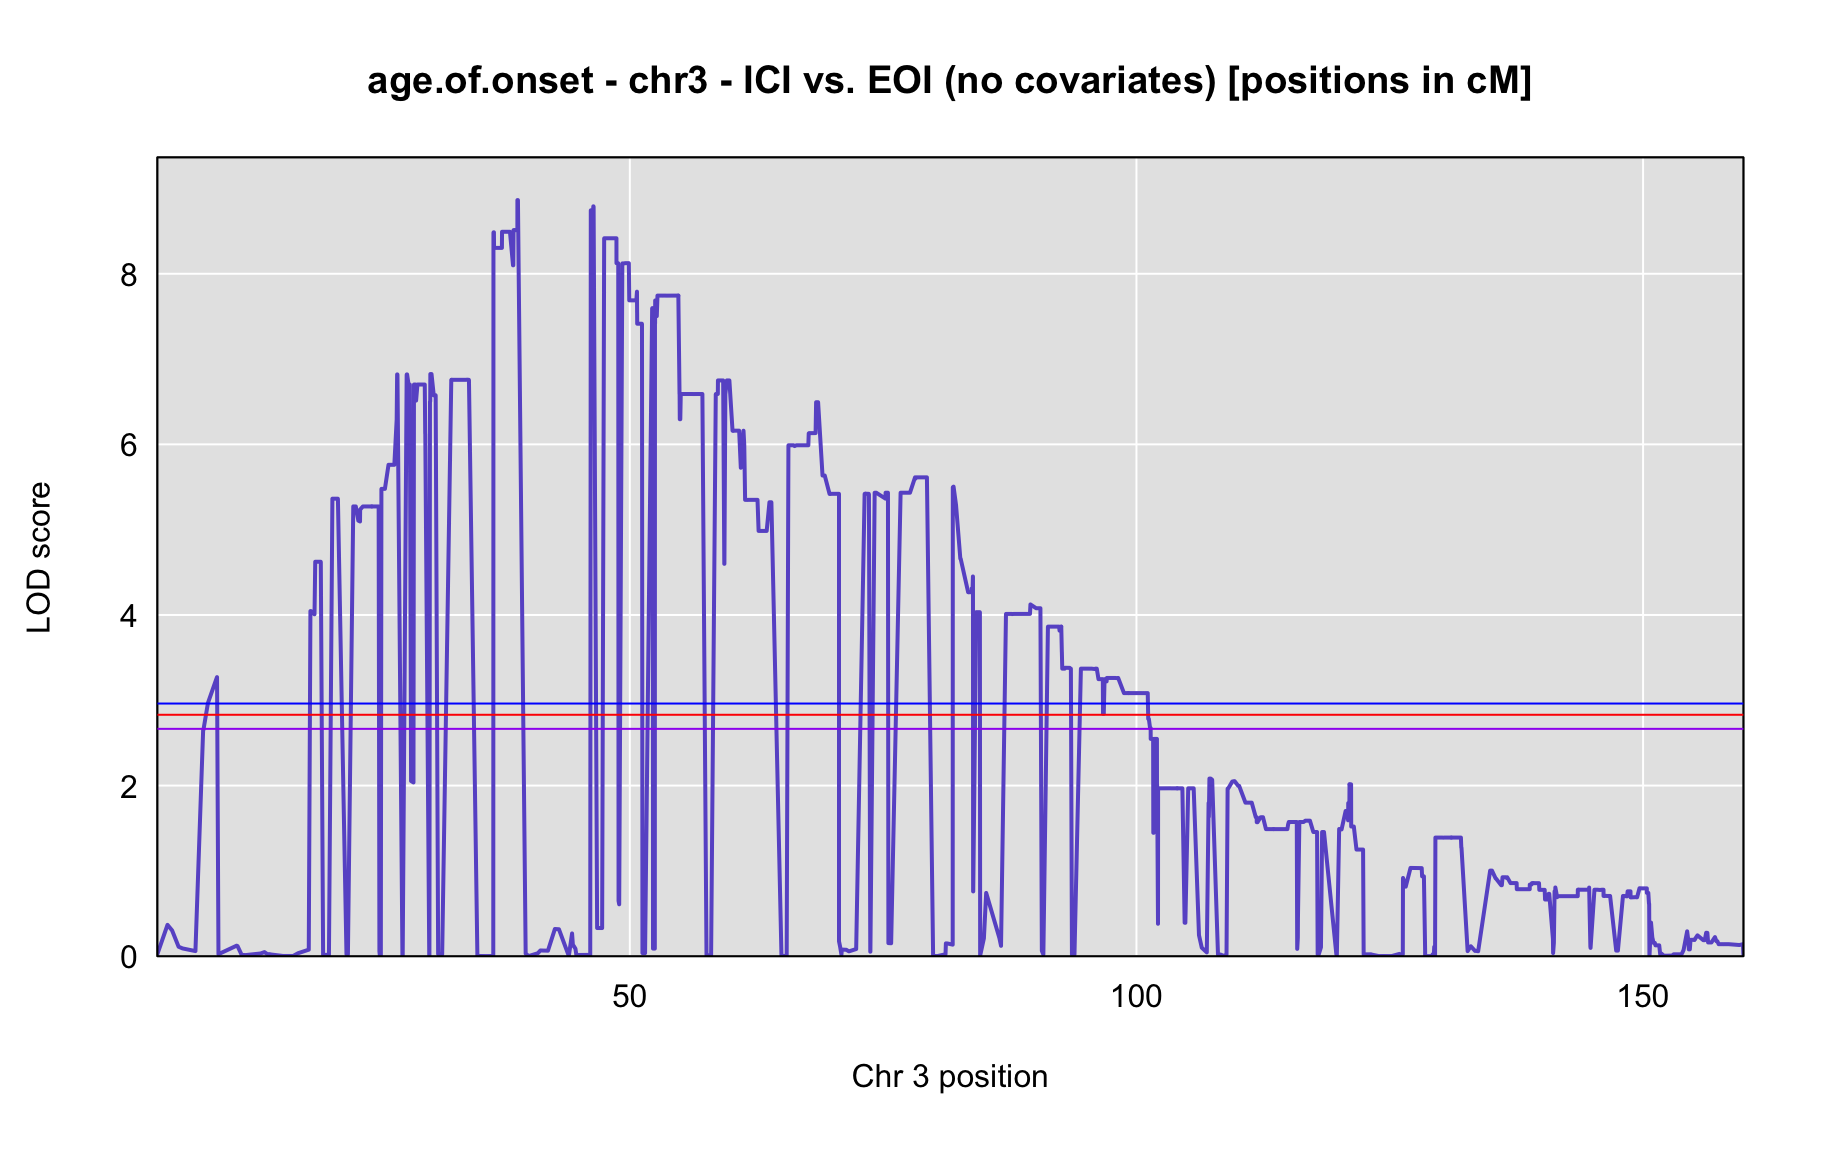 age.of.onset - chr3 - ICI vs. EOI (no covariates) [positions in cM]
8
6
4
2
0
LOD score
50 100 150
Chr 3 position